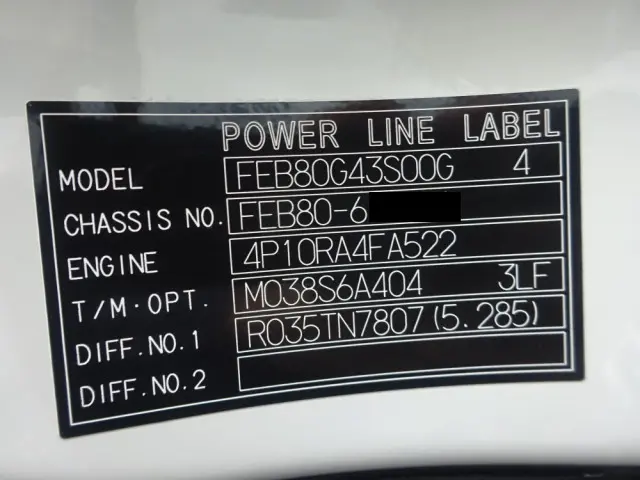 POWER LINE LABEL
MODEL FEB80G43S00G 4
CHASSIS NO. FEB80-6
ENGINE 4P10RA4FA522
T/M·OPT. M038S6A404 3LF
DIFF.NO.1 R035TN7807(5.285)
DIFF.NO.2